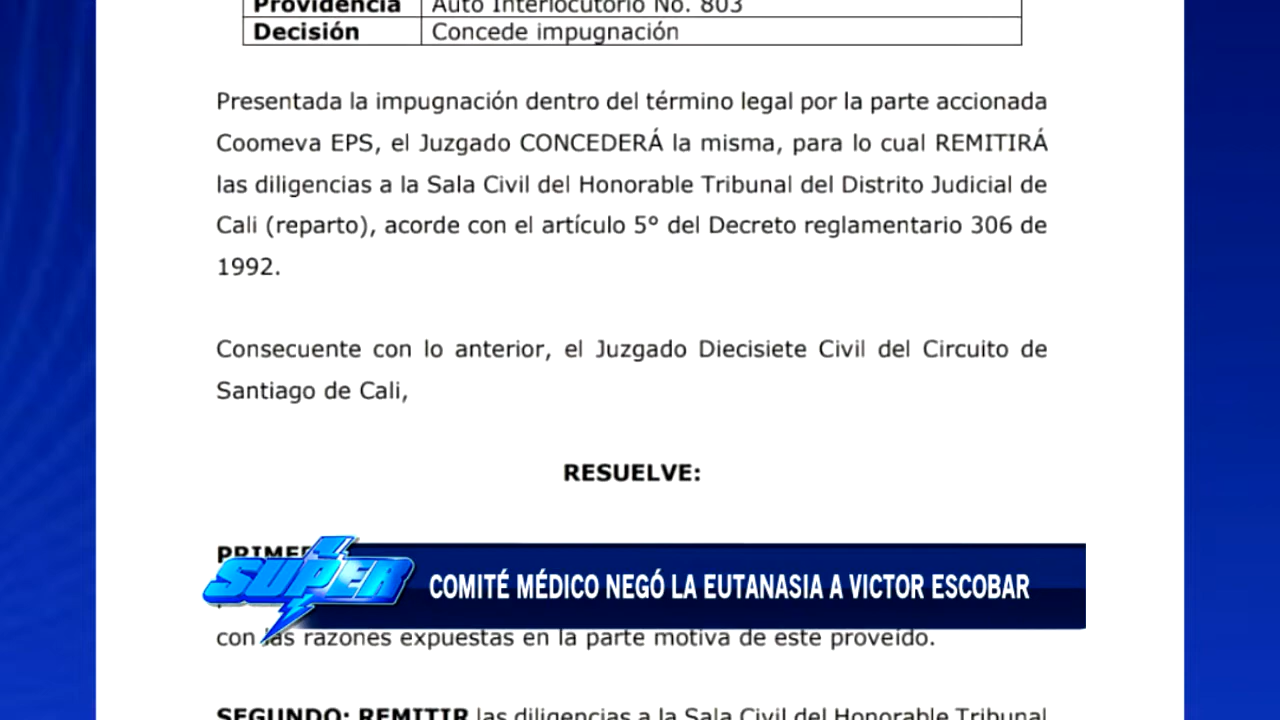 Providencia Auto Interlocutorio No. 803
Decisión Concede impugnación
Presentada la impugnación dentro del término legal por la parte accionada
Coomeva EPS, el Juzgado CONCEDERÁ la misma, para lo cual REMITIRÁ
las diligencias a la Sala Civil del Honorable Tribunal del Distrito Judicial de
Cali (reparto), acorde con el artículo 5º del Decreto reglamentario 306 de
1992.
Consecuente con lo anterior, el Juzgado Diecisiete Civil del Circuito de
Santiago de Cali,
RESUELVE:
SUPER
COMITÉ MÉDICO NEGÓ LA EUTANASIA A VICTOR ESCOBAR
con las razones expuestas en la parte motiva de este proveído.
SEGUNDO: REMITIR las diligencias a la Sala Civil del Honorable Tribunal